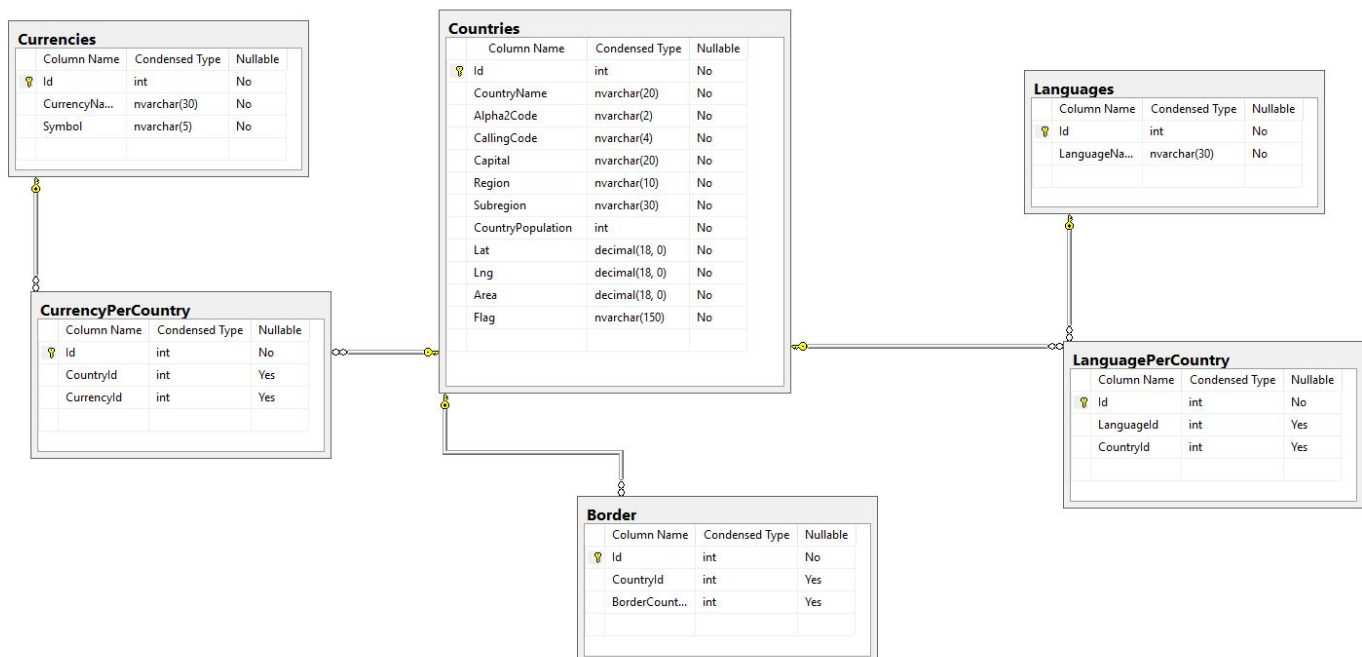 Currencies
Column Name Condensed Type Nullable
Id int No
CurrencyNa... nvarchar(30) No
Symbol nvarchar(5) No
Countries
Column Name Condensed Type Nullable
Id int No
CountryName nvarchar(20) No
Alpha2Code nvarchar(2) No
CallingCode nvarchar(4) No
Capital nvarchar(20) No
Region nvarchar(10) No
Subregion nvarchar(30) No
CountryPopulation int No
Lat decimal(18, 0) No
Lng decimal(18, 0) No
Area decimal(18, 0) No
Flag nvarchar(150) No
Languages
Column Name Condensed Type Nullable
Id int No
LanguageNa... nvarchar(30) No
CurrencyPerCountry
Column Name Condensed Type Nullable
Id int No
CountryId int Yes
CurrencyId int Yes
LanguagePerCountry
Column Name Condensed Type Nullable
Id int No
LanguageId int Yes
CountryId int Yes
Border
Column Name Condensed Type Nullable
Id int No
CountryId int Yes
BorderCount... int Yes